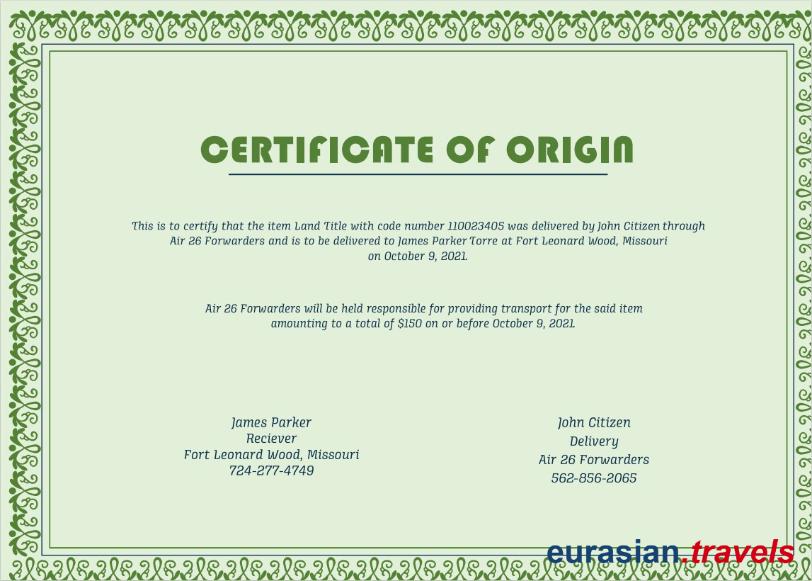 CERTIFICATE OF ORIGIN
This is to certify that the item Land Title with code number 110023405 was delivered by John Citizen through
Air 26 Forwarders and is to be delivered to James Parker Torre at Fort Leonard Wood, Missouri
on October 9, 2021.
Air 26 Forwarders will be held responsible for providing transport for the said item
amounting to a total of $150 on or before October 9, 2021.
James Parker
Reciever
Fort Leonard Wood, Missouri
724-277-4749
John Citizen
Delivery
Air 26 Forwarders
562-856-2065
eurasian.travels